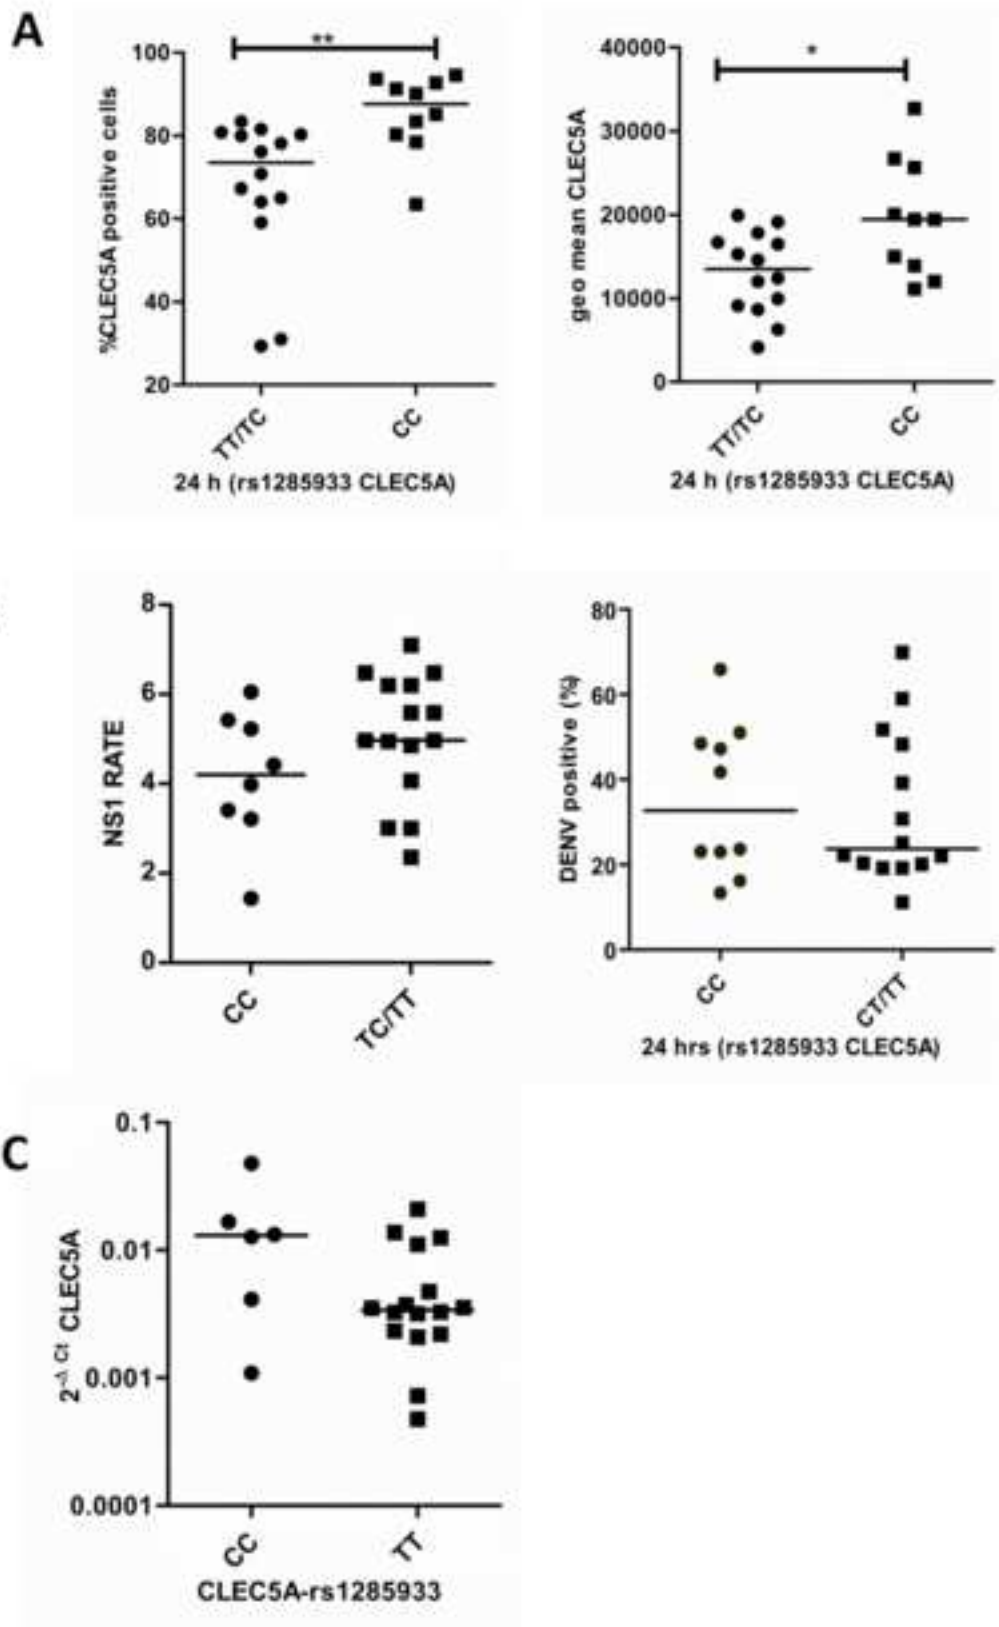 A
**
100
80
60
40
20
%CLEC5A positive cells
TT/TC
CC
24 h (rs1285933 CLEC5A)
*
40000
30000
20000
10000
0
geo mean CLEC5A
TT/TC
CC
24 h (rs1285933 CLEC5A)
8
6
4
2
0
NS1 RATE
CC
TC/TT
80
60
40
20
0
DENV positive (%)
CC
CT/TT
24 hrs (rs1285933 CLEC5A)
C
0.1
0.01
0.001
0.0001
2^-Δ Ct CLEC5A
CC
TT
CLEC5A-rs1285933